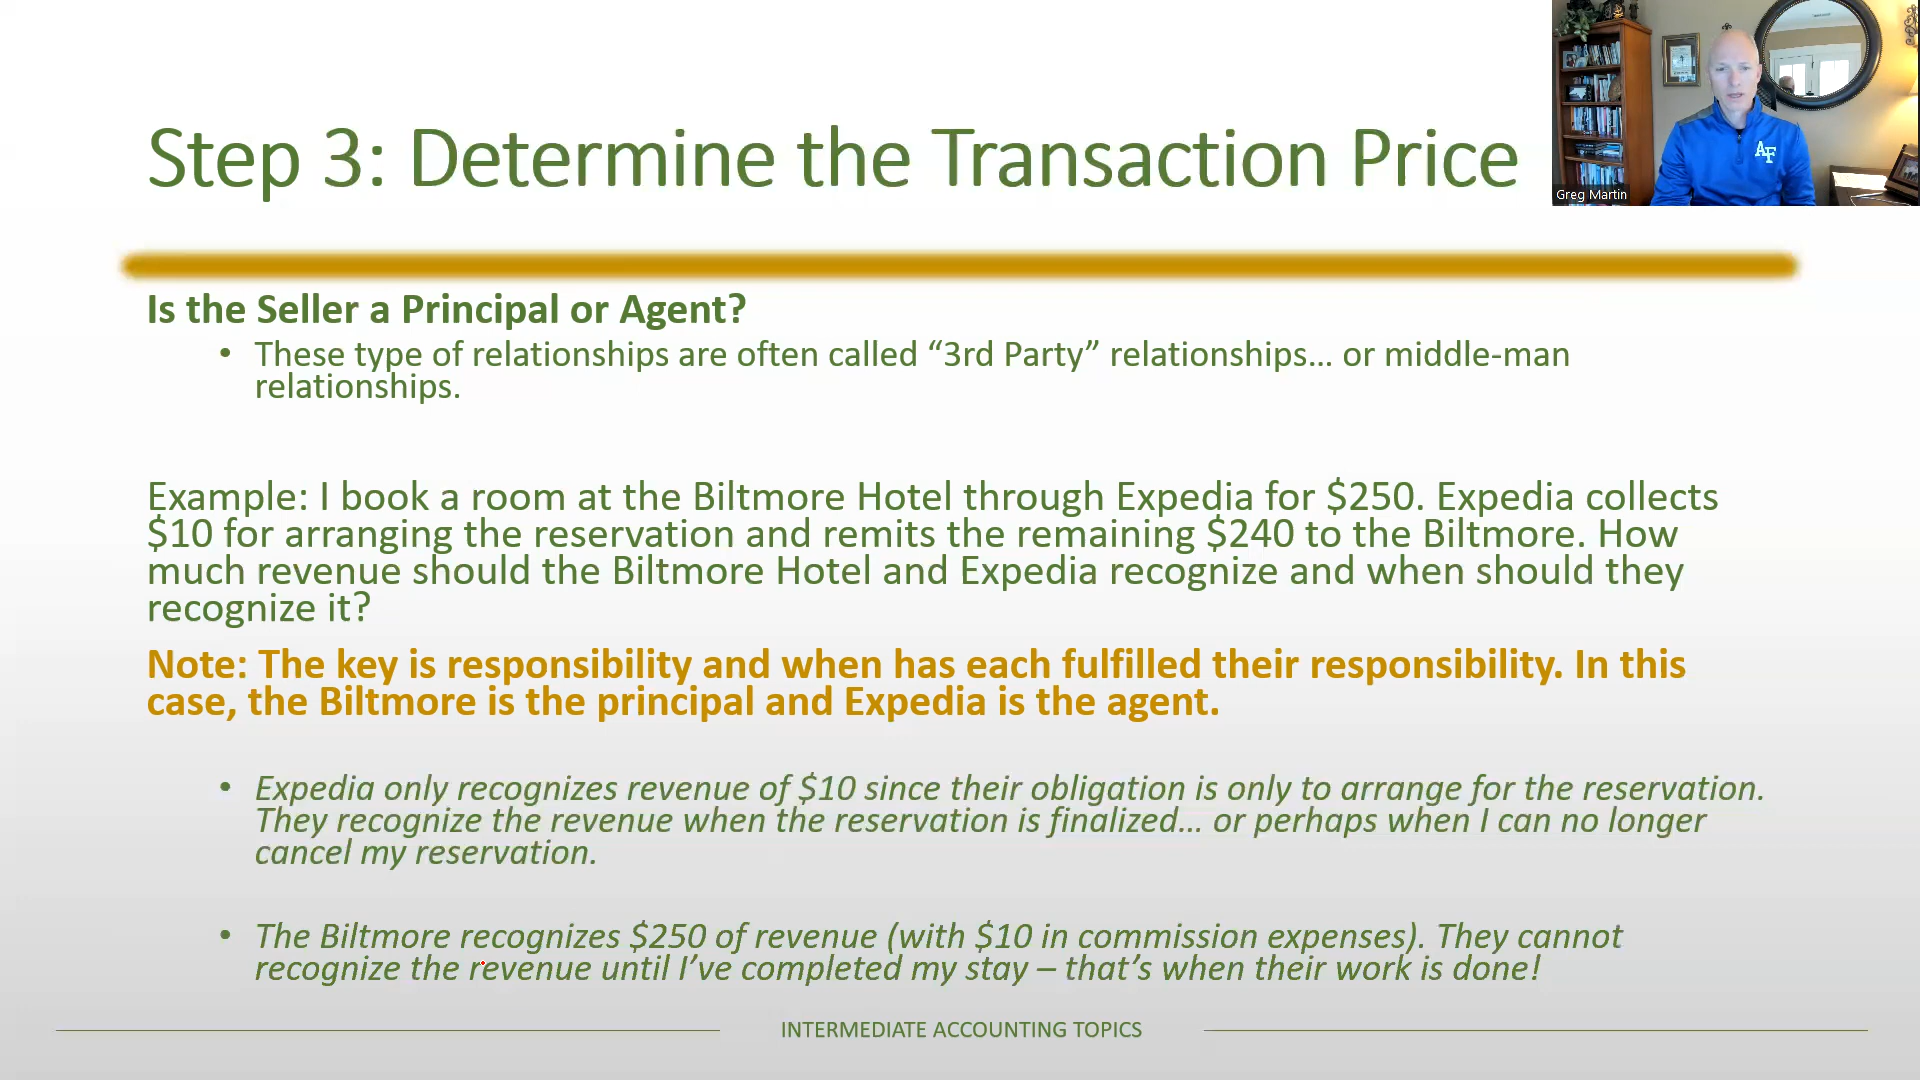 Step 3: Determine the Transaction Price
AF
Greg Martin
Is the Seller a Principal or Agent?
• These type of relationships are often called “3rd Party” relationships… or middle-man
relationships.
Example: I book a room at the Biltmore Hotel through Expedia for $250. Expedia collects
$10 for arranging the reservation and remits the remaining $240 to the Biltmore. How
much revenue should the Biltmore Hotel and Expedia recognize and when should they
recognize it?
Note: The key is responsibility and when has each fulfilled their responsibility. In this
case, the Biltmore is the principal and Expedia is the agent.
• Expedia only recognizes revenue of $10 since their obligation is only to arrange for the reservation.
They recognize the revenue when the reservation is finalized… or perhaps when I can no longer
cancel my reservation.
• The Biltmore recognizes $250 of revenue (with $10 in commission expenses). They cannot
recognize the revenue until I’ve completed my stay – that’s when their work is done!
INTERMEDIATE ACCOUNTING TOPICS